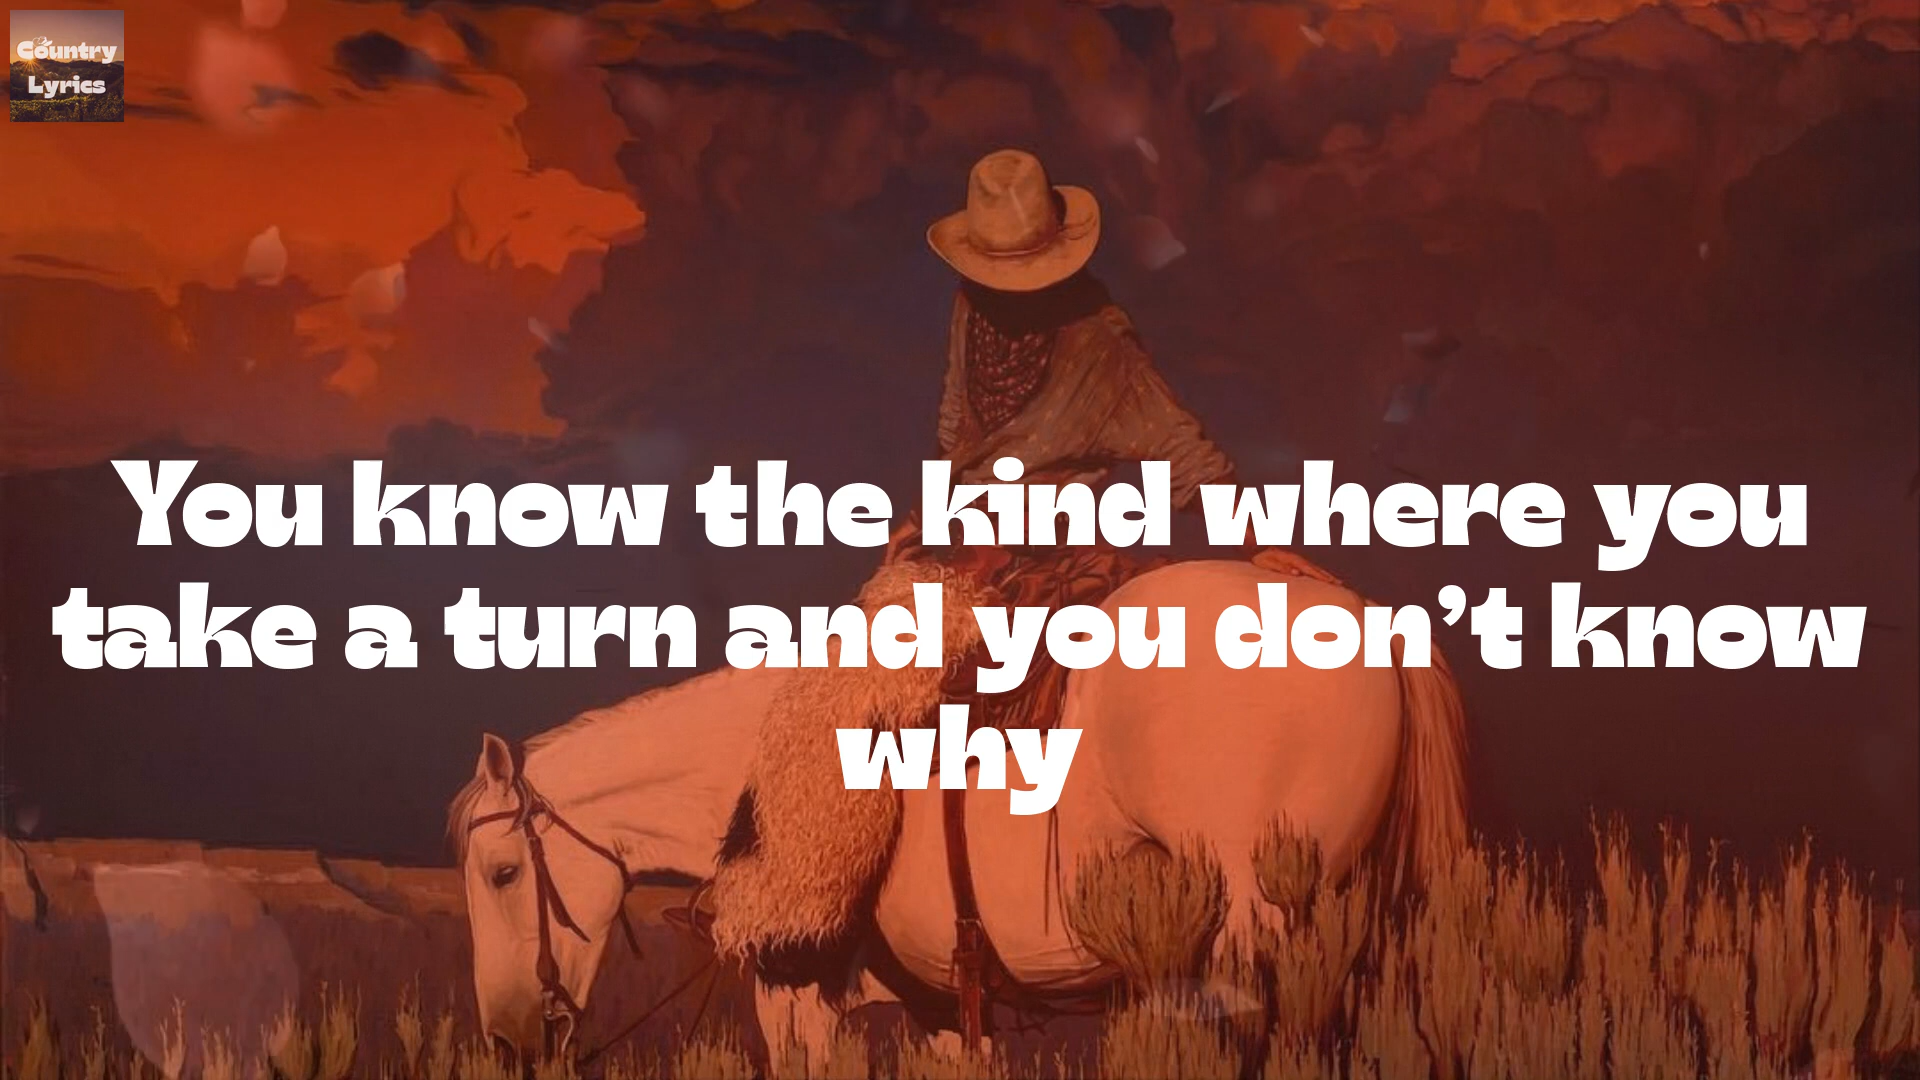 Country
Lyrics
You know the kind where you
take a turn and you don’t know
why